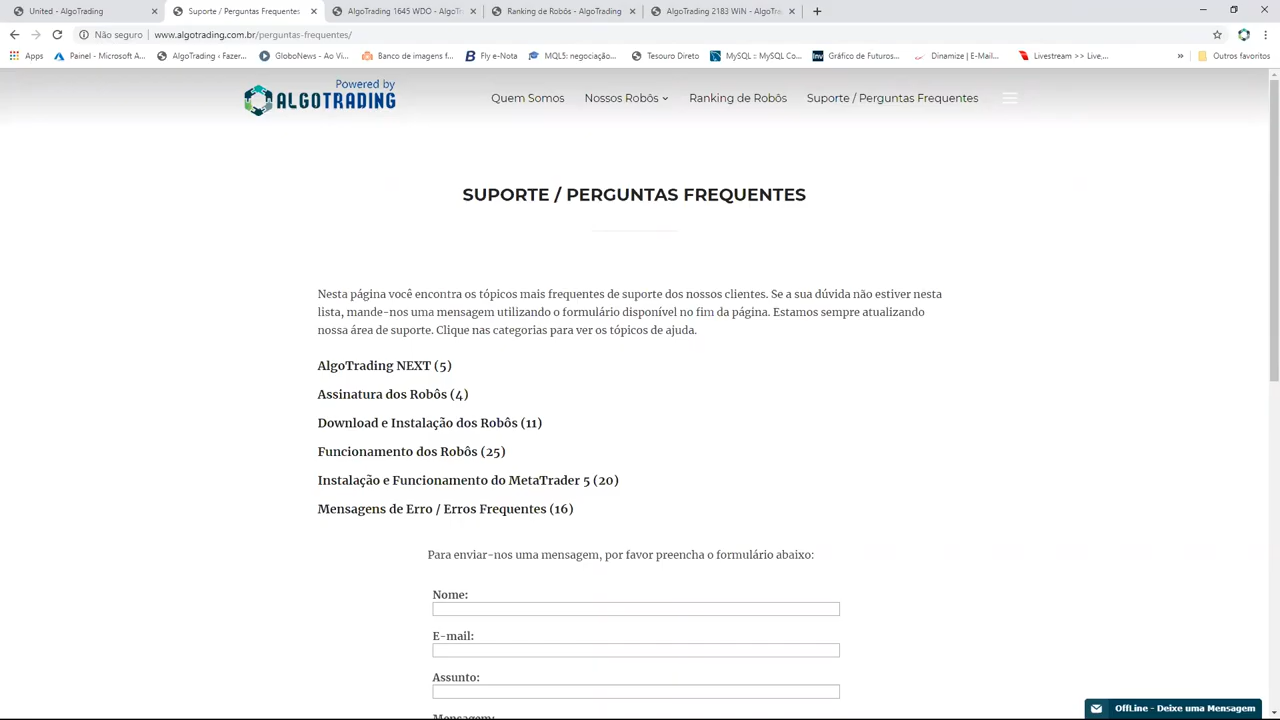 United - AlgoTrading
Suporte / Perguntas Frequentes
AlgoTrading 1645 WDO - AlgoT
Ranking de Robôs - AlgoTrading
AlgoTrading 2183 WIN - AlgoTra
Não seguro | www.algotrading.com.br/perguntas-frequentes/
Apps
Painel - Microsoft A...
AlgoTrading ‹ Fazer...
GloboNews - Ao Vi...
Banco de imagens f...
Fly e-Nota
MQL5: negociação...
Tesouro Direto
MySQL :: MySQL Co...
Gráfico de Futuros...
Dinamize | E-Mail...
Livestream >> Live,...
»
Outros favoritos
Powered by
ALGOTRADING
Quem Somos
Nossos Robôs
Ranking de Robôs
Suporte / Perguntas Frequentes
SUPORTE / PERGUNTAS FREQUENTES
Nesta página você encontra os tópicos mais frequentes de suporte dos nossos clientes. Se a sua dúvida não estiver nesta
lista, mande-nos uma mensagem utilizando o formulário disponível no fim da página. Estamos sempre atualizando
nossa área de suporte. Clique nas categorias para ver os tópicos de ajuda.
AlgoTrading NEXT (5)
Assinatura dos Robôs (4)
Download e Instalação dos Robôs (11)
Funcionamento dos Robôs (25)
Instalação e Funcionamento do MetaTrader 5 (20)
Mensagens de Erro / Erros Frequentes (16)
Para enviar-nos uma mensagem, por favor preencha o formulário abaixo:
Nome:
E-mail:
Assunto:
Mensagem:
OffLine - Deixe uma Mensagem